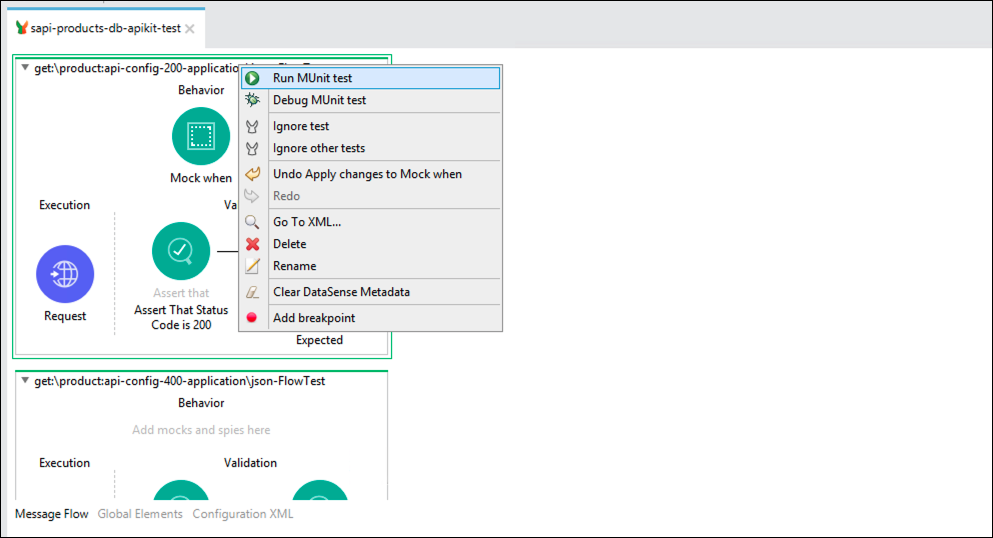 sapi-products-db-apikit-test
get:\product:api-config-200-application
Behavior
Mock when
Execution
Va
Request
Assert that
Assert That Status
Code is 200
Expected
Run MUnit test
Debug MUnit test
Ignore test
Ignore other tests
Undo Apply changes to Mock when
Redo
Go To XML...
Delete
Rename
Clear DataSense Metadata
Add breakpoint
get:\product:api-config-400-application\json-FlowTest
Behavior
Add mocks and spies here
Execution
Validation
Message Flow Global Elements Configuration XML